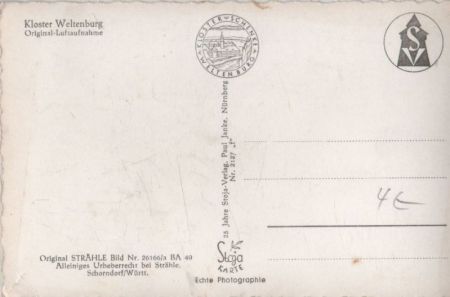 Kloster Weltenburg
Original-Luftaufnahme
KLOSTER-SCHENKE
WELTENBURG
S
V
25 Jahre Stoja-Verlag, Paul Janke, Nürnberg
Nr. 2127 „f“
4€
Original STRÄHLE Bild Nr. 26166/a BA 49
Alleiniges Urheberrecht bei Strähle,
Schorndorf/Württ.
Stoja
KARTE
Echte Photographie